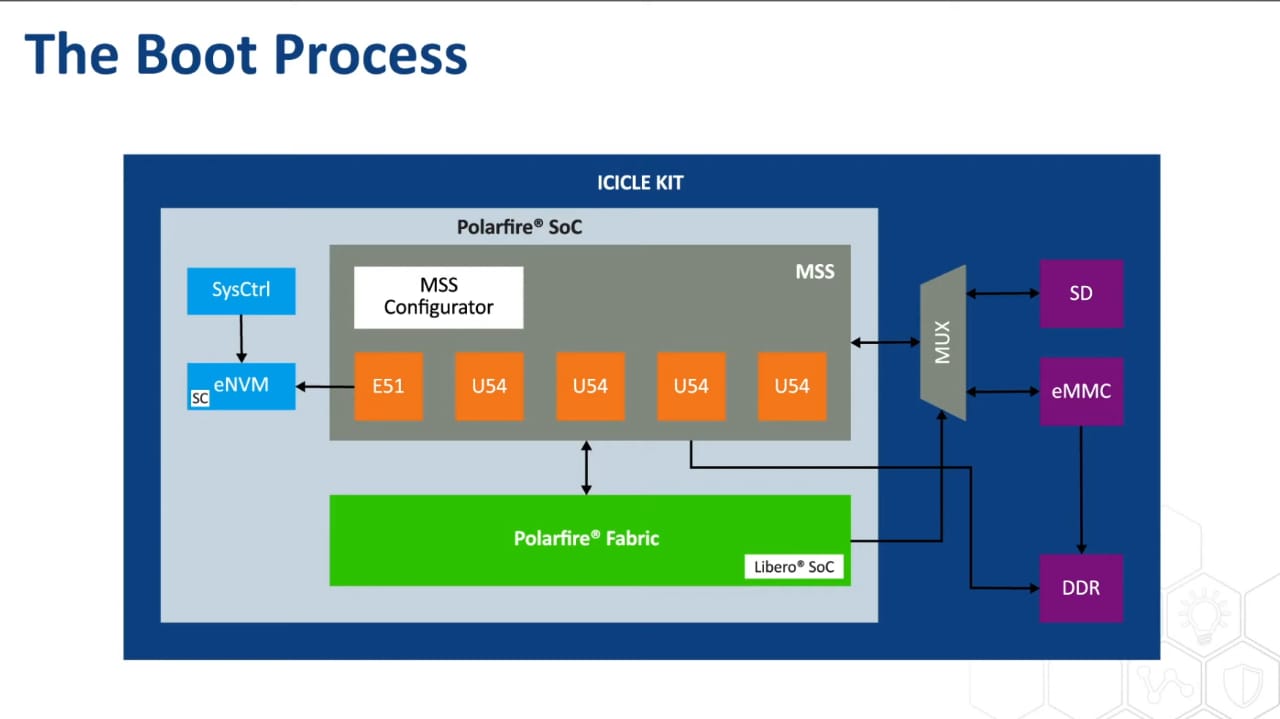 The Boot Process
ICICLE KIT
Polarfire® SoC
SysCtrl
MSS
Configurator
MSS
SD
MUX
eNVM
SC
E51
U54
U54
U54
U54
eMMC
Polarfire® Fabric
Libero® SoC
DDR